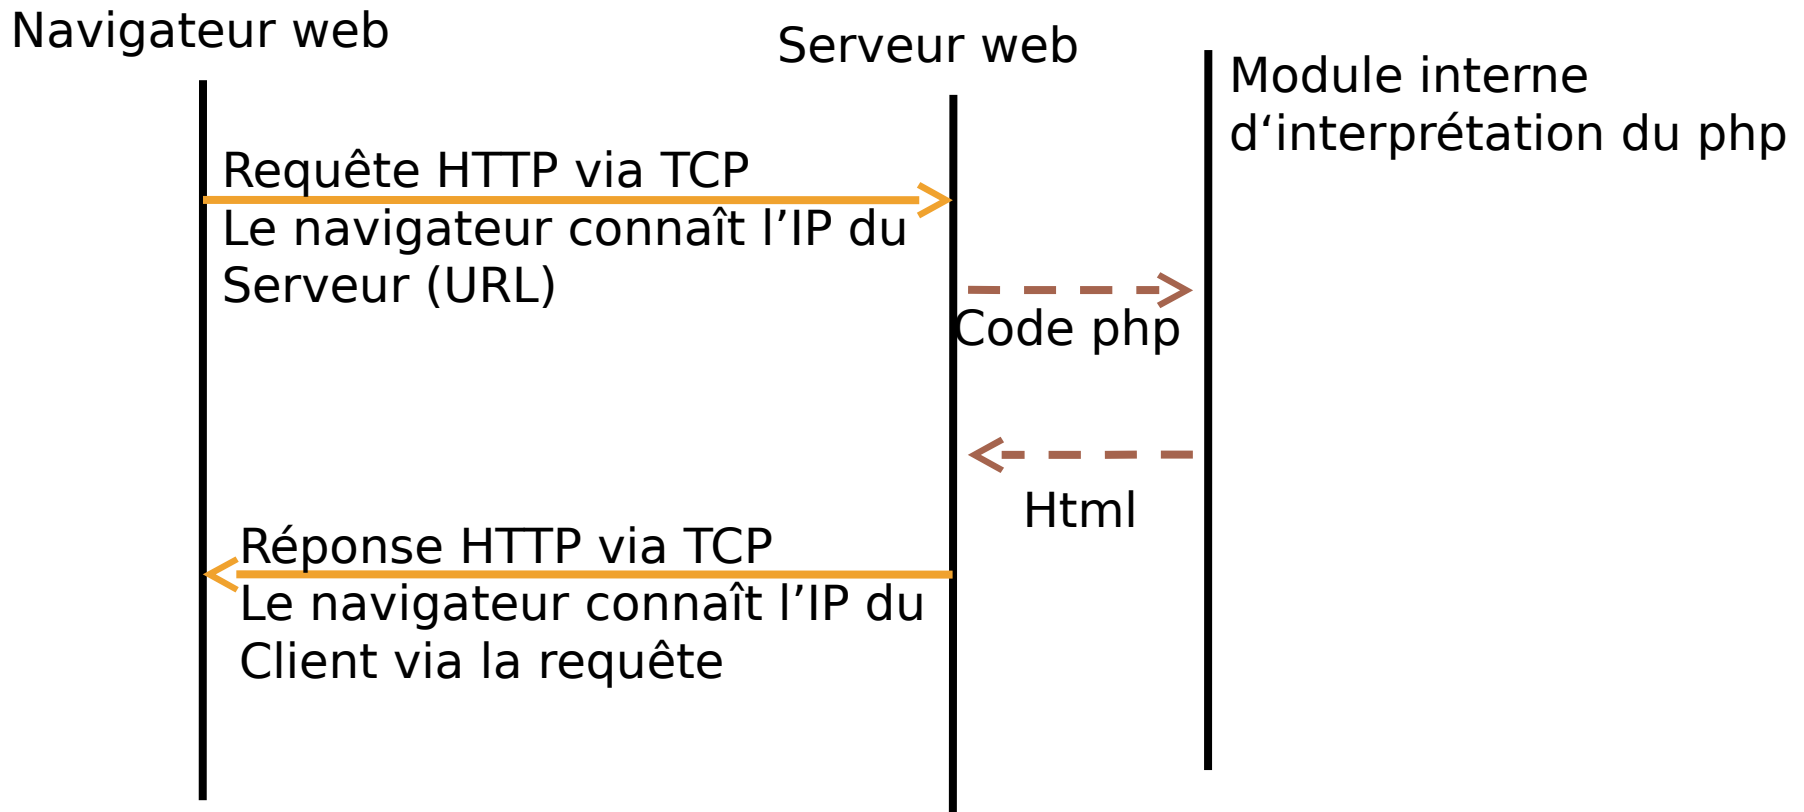 Navigateur web
Serveur web
Module interne
d‘interprétation du php
Requête HTTP via TCP
Le navigateur connaît l’IP du
Serveur (URL)
Code php
Html
Réponse HTTP via TCP
Le navigateur connaît l’IP du
Client via la requête